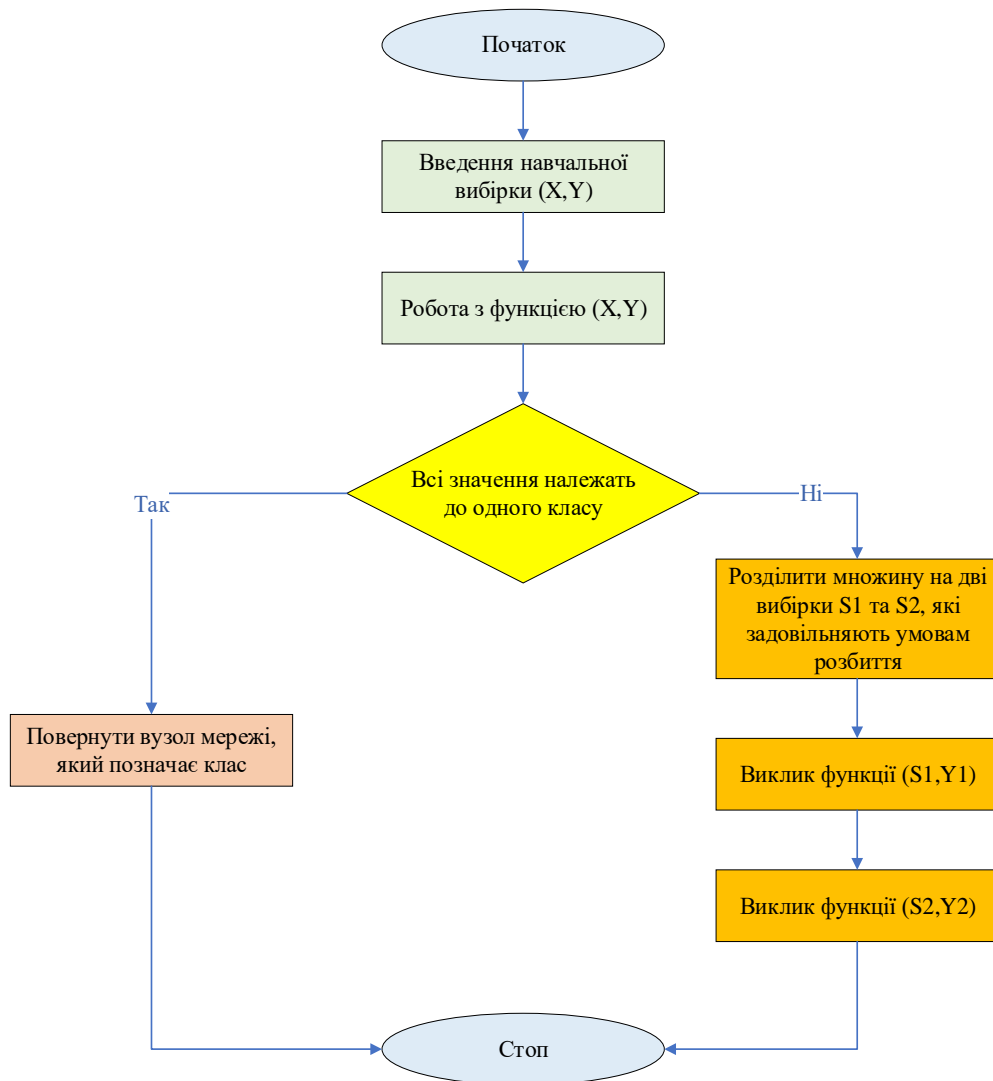 Початок
Введення навчальної
вибірки (X,Y)
Робота з функцією (X,Y)
Всі значення належать
до одного класу
Так
Ні
Розділити множину на дві
вибірки S1 та S2, які
задовільняють умовам
розбиття
Повернути вузол мережі,
який позначає клас
Виклик функції (S1,Y1)
Виклик функції (S2,Y2)
Стоп